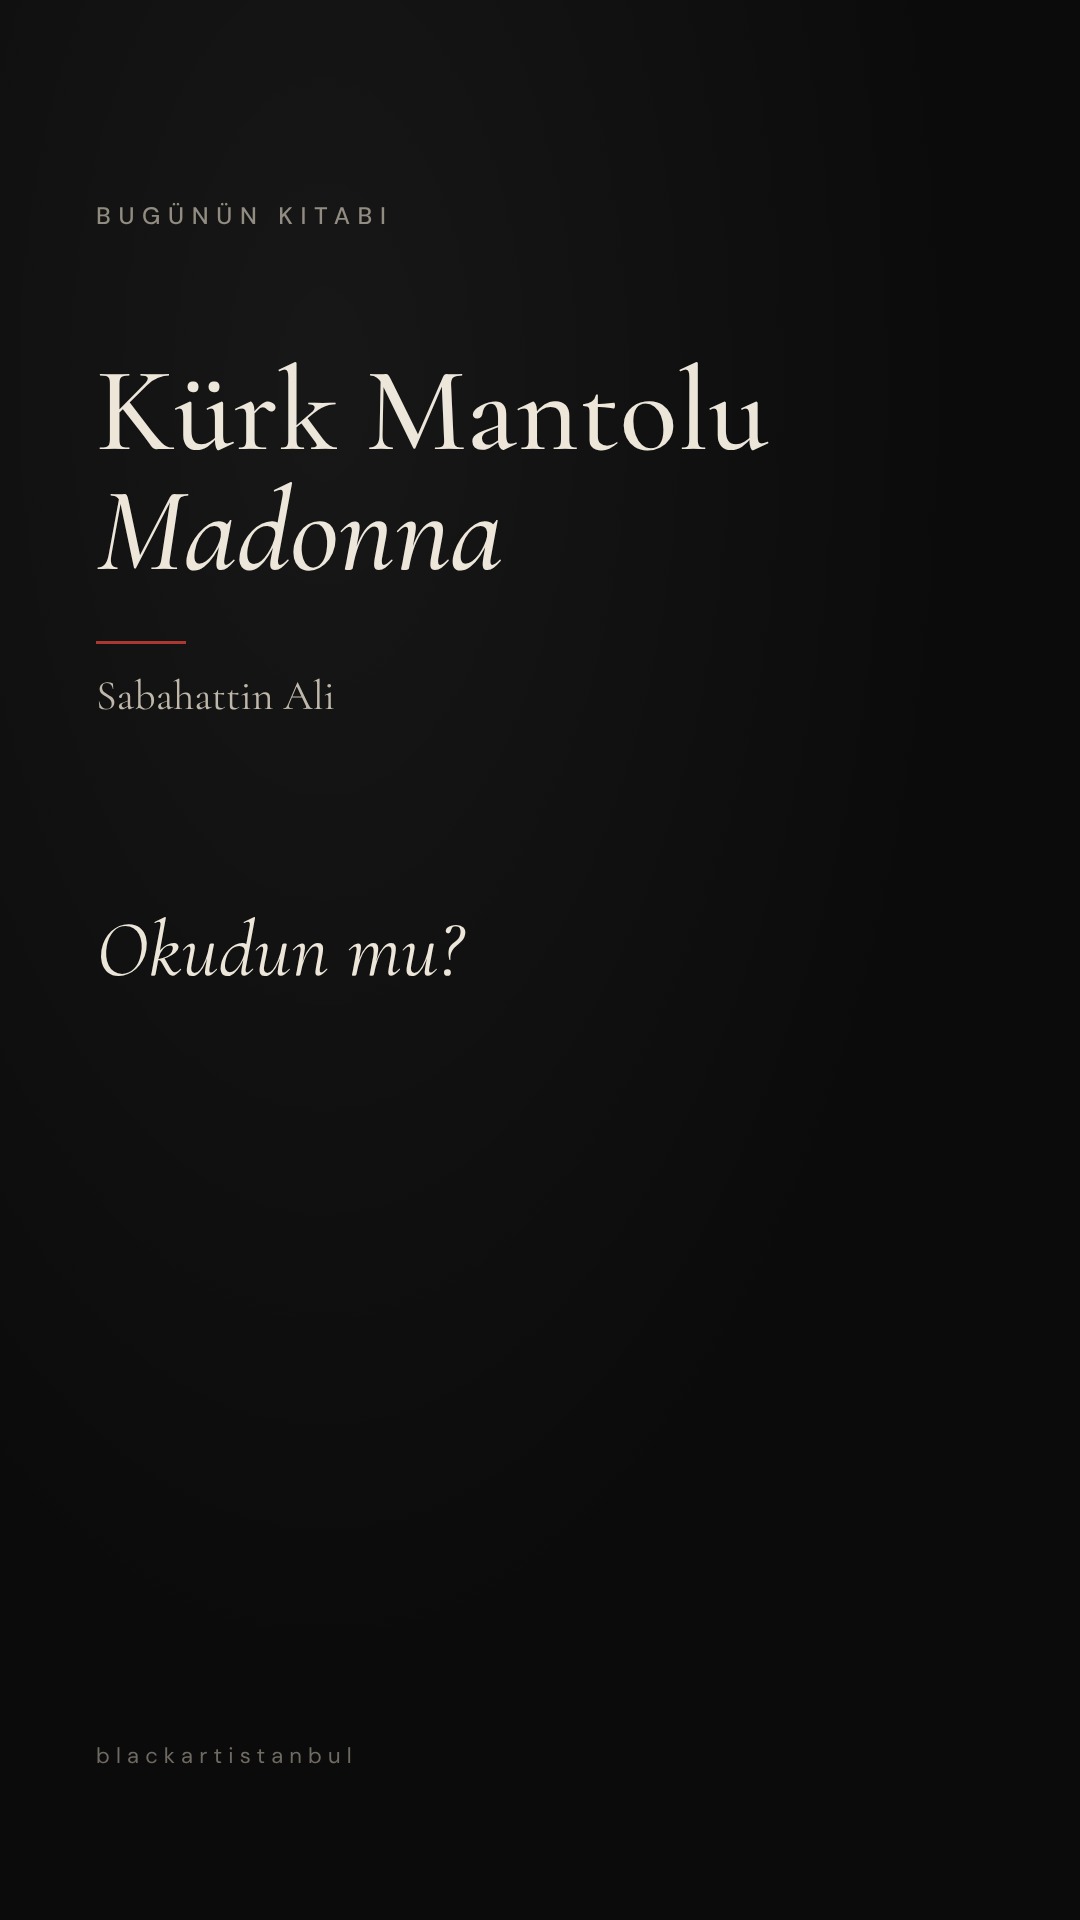 BUGÜNÜN KITABI
Kürk Mantolu
Madonna
Sabahattin Ali
Okudun mu?
blackartistanbul